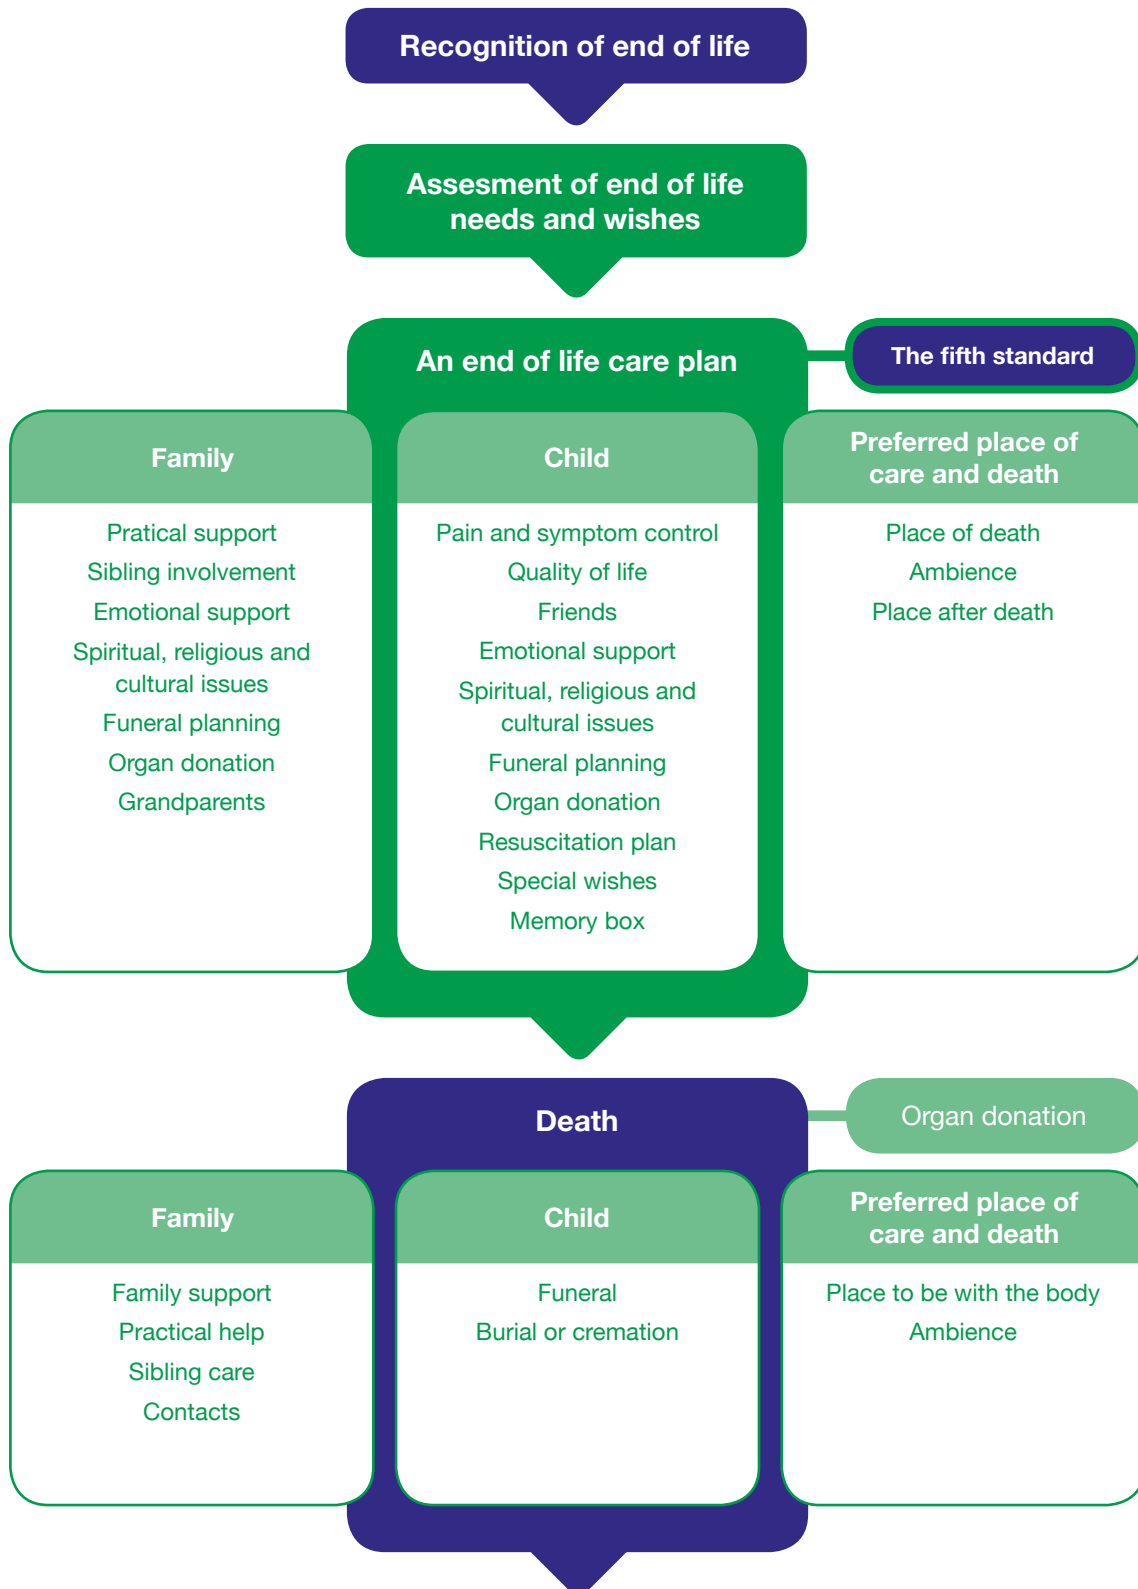 Recognition of end of life
Assesment of end of life
needs and wishes
An end of life care plan
The fifth standard
Family
Pratical support
Sibling involvement
Emotional support
Spiritual, religious and
cultural issues
Funeral planning
Organ donation
Grandparents
Child
Pain and symptom control
Quality of life
Friends
Emotional support
Spiritual, religious and
cultural issues
Funeral planning
Organ donation
Resuscitation plan
Special wishes
Memory box
Preferred place of
care and death
Place of death
Ambience
Place after death
Death
Organ donation
Family
Family support
Practical help
Sibling care
Contacts
Child
Funeral
Burial or cremation
Preferred place of
care and death
Place to be with the body
Ambience